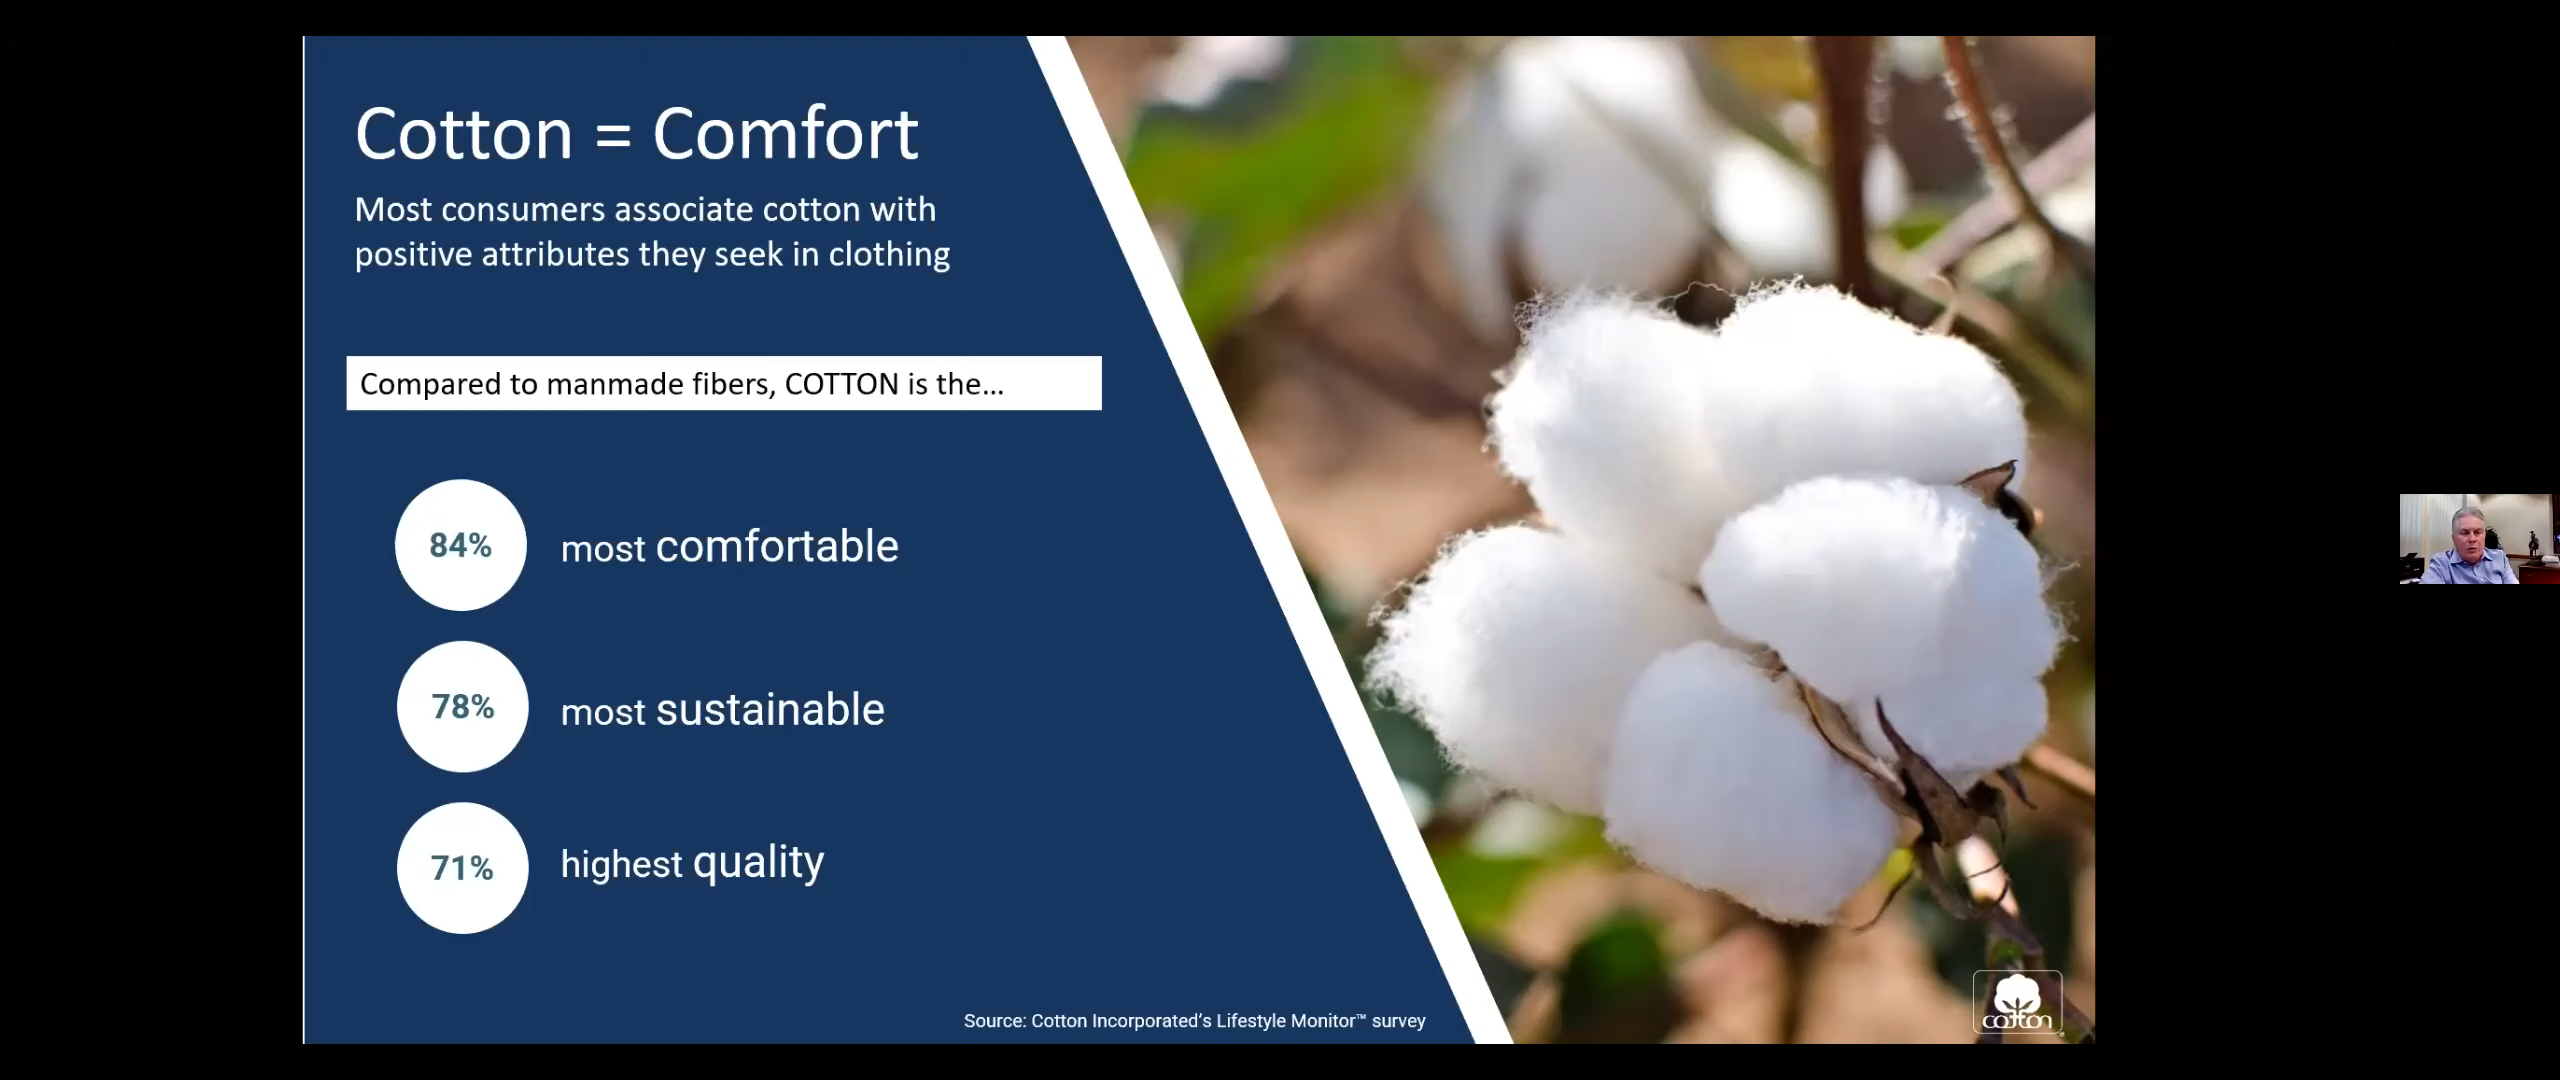 Cotton = Comfort
Most consumers associate cotton with
positive attributes they seek in clothing
Compared to manmade fibers, COTTON is the...
84% most comfortable
78% most sustainable
71% highest quality
Source: Cotton Incorporated's Lifestyle Monitor™ survey
cotton